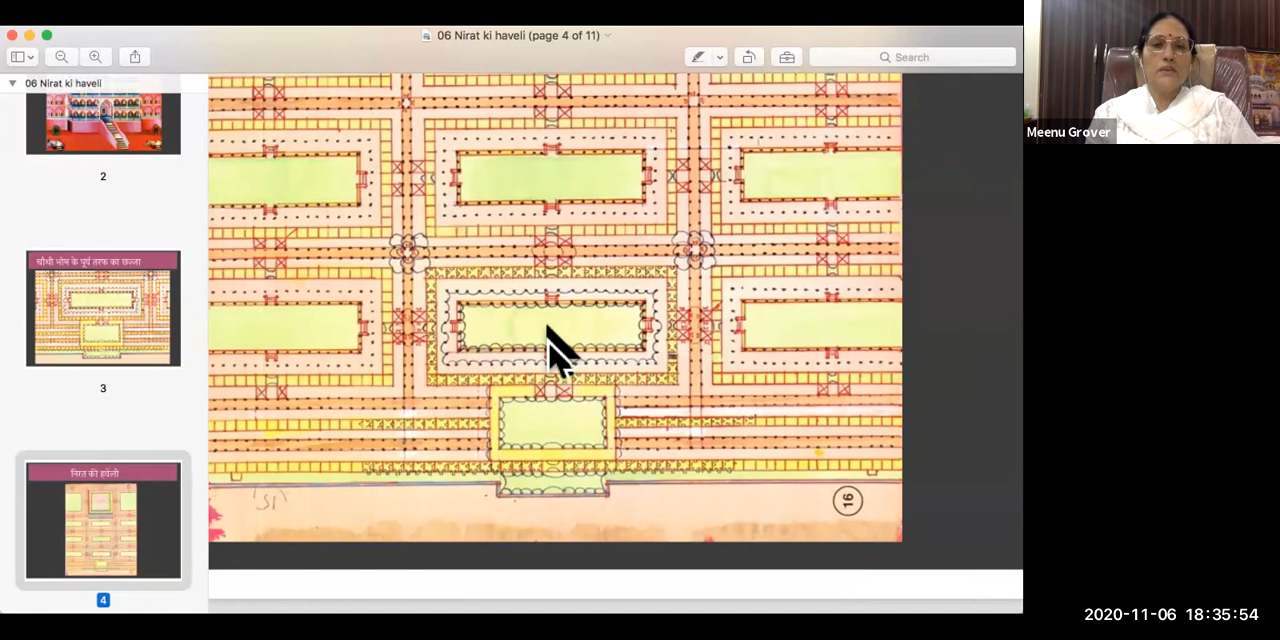 06 Nirat ki haveli (page 4 of 11)
Search
06 Nirat ki haveli
2
चौथी भोम के पूर्व तरफ का छज्जा
3
निरत की हवेली
4
16
Meenu Grover
2020-11-06 18:35:54